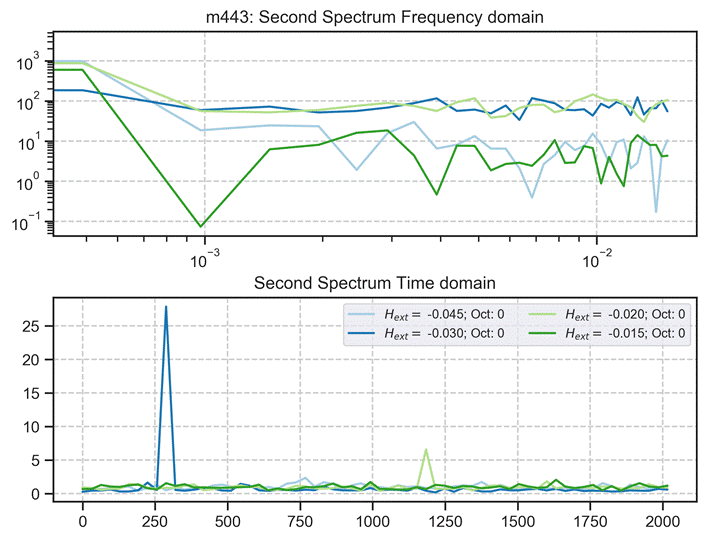 m443: Second Spectrum Frequency domain
10³
10²
10¹
10⁰
10⁻¹
10⁻³
10⁻²
Second Spectrum Time domain
H_ext = -0.045; Oct: 0
H_ext = -0.020; Oct: 0
H_ext = -0.030; Oct: 0
H_ext = -0.015; Oct: 0
25
20
15
10
5
0
0 250 500 750 1000 1250 1500 1750 2000